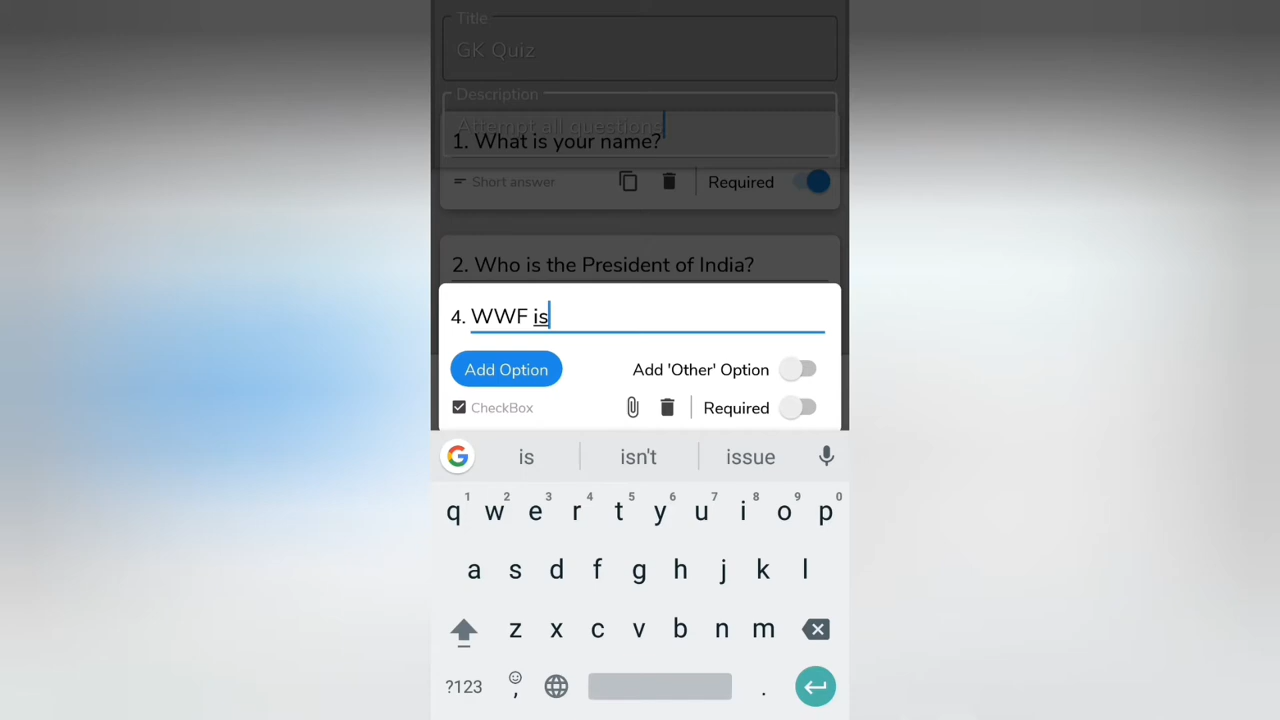 Title
GK Quiz
Description
Attempt all questions
1. What is your name?
Short answer
Required
2. Who is the President of India?
4. WWF is
Add Option
Add 'Other' Option
CheckBox
Required
G
is
isn't
issue
1 2 3 4 5 6 7 8 9 0
q w e r t y u i o p
a s d f g h j k l
z x c v b n m
?123 , .